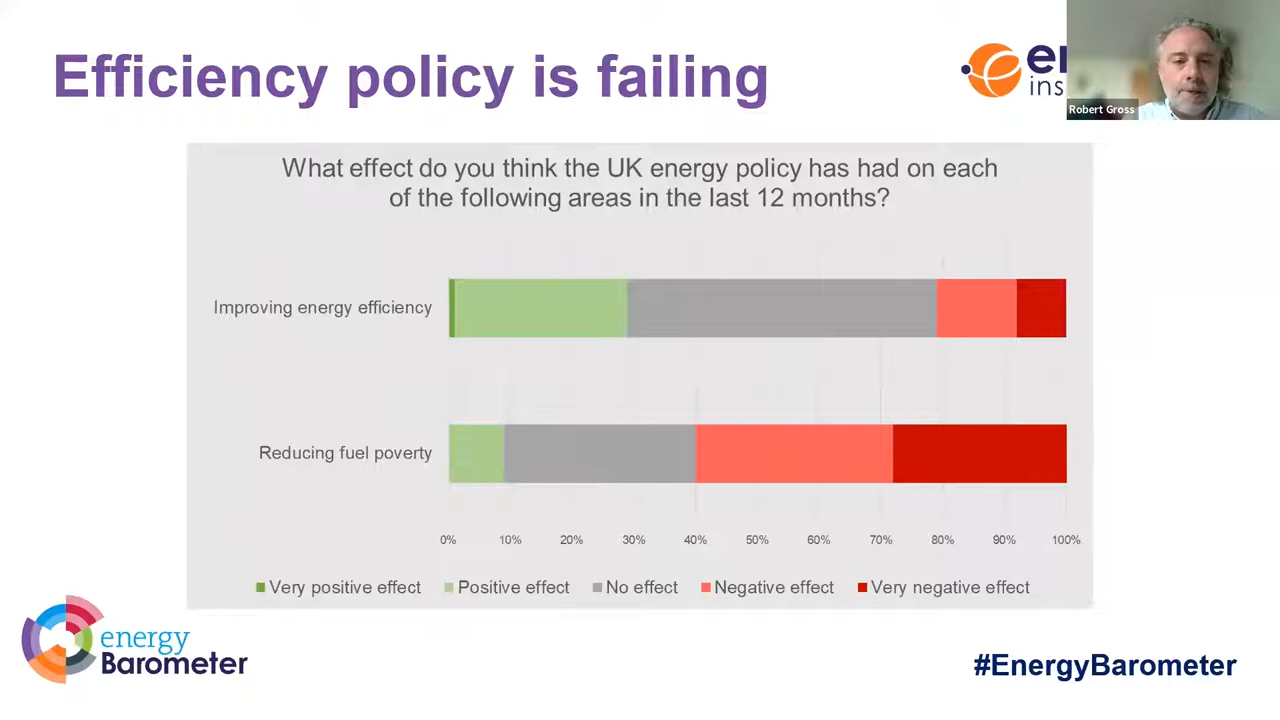 Efficiency policy is failing
Robert Gross
What effect do you think the UK energy policy has had on each
of the following areas in the last 12 months?
Improving energy efficiency
Reducing fuel poverty
0% 10% 20% 30% 40% 50% 60% 70% 80% 90% 100%
Very positive effect Positive effect No effect Negative effect Very negative effect
energy
Barometer
#EnergyBarometer